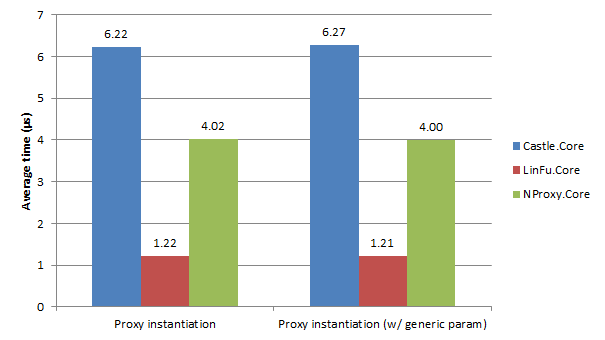 Average time (µs)
7
6
5
4
3
2
1
0
6.22
1.22
4.02
6.27
1.21
4.00
Proxy instantiation
Proxy instantiation (w/ generic param)
Castle.Core
LinFu.Core
NProxy.Core